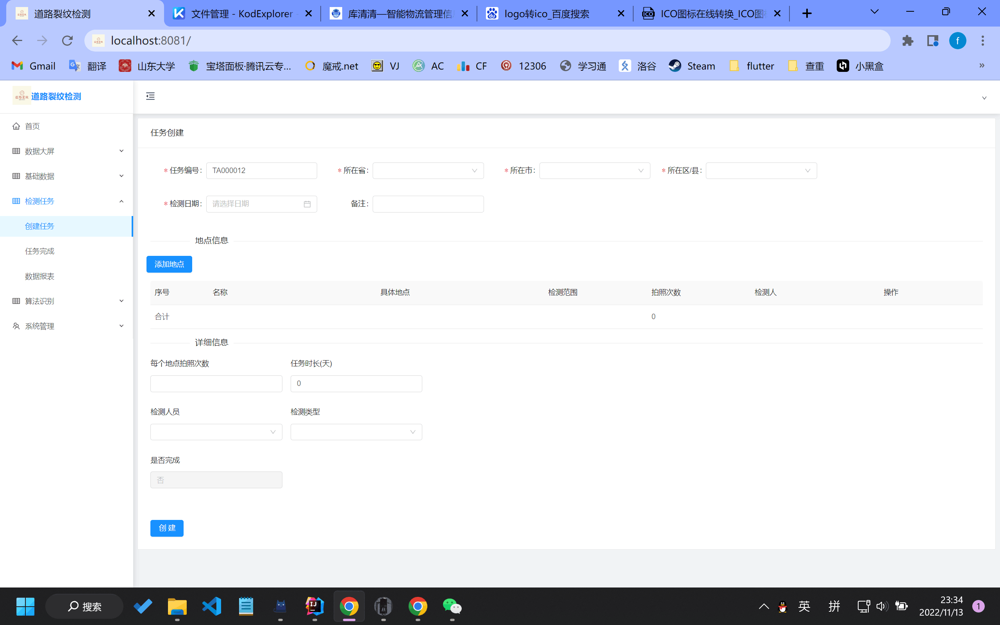 道路裂纹检测
文件管理 - KodExplorer -
库清清—智能物流管理信
logo转ico_百度搜索
ICO图标在线转换_ICO图
localhost:8081/
Gmail
翻译
山东大学
宝塔面板·腾讯云专...
魔戒.net
VJ
AC
CF
12306
学习通
洛谷
Steam
flutter
查重
小黑盒
»
道路裂纹检测
首页
数据大屏
基础数据
检测任务
创建任务
任务完成
数据报表
算法识别
系统管理
任务创建
* 任务编号: TA000012 * 所在省: * 所在市: * 所在区/县:
* 检测日期: 请选择日期 备注:
地点信息
添加地点
序号 名称 具体地点 检测范围 拍照次数 检测人 操作
合计 0
详细信息
每个地点拍照次数 任务时长(天)
0
检测人员 检测类型
是否完成
否
创 建
搜索
英 拼
23:34
2022/11/13
1